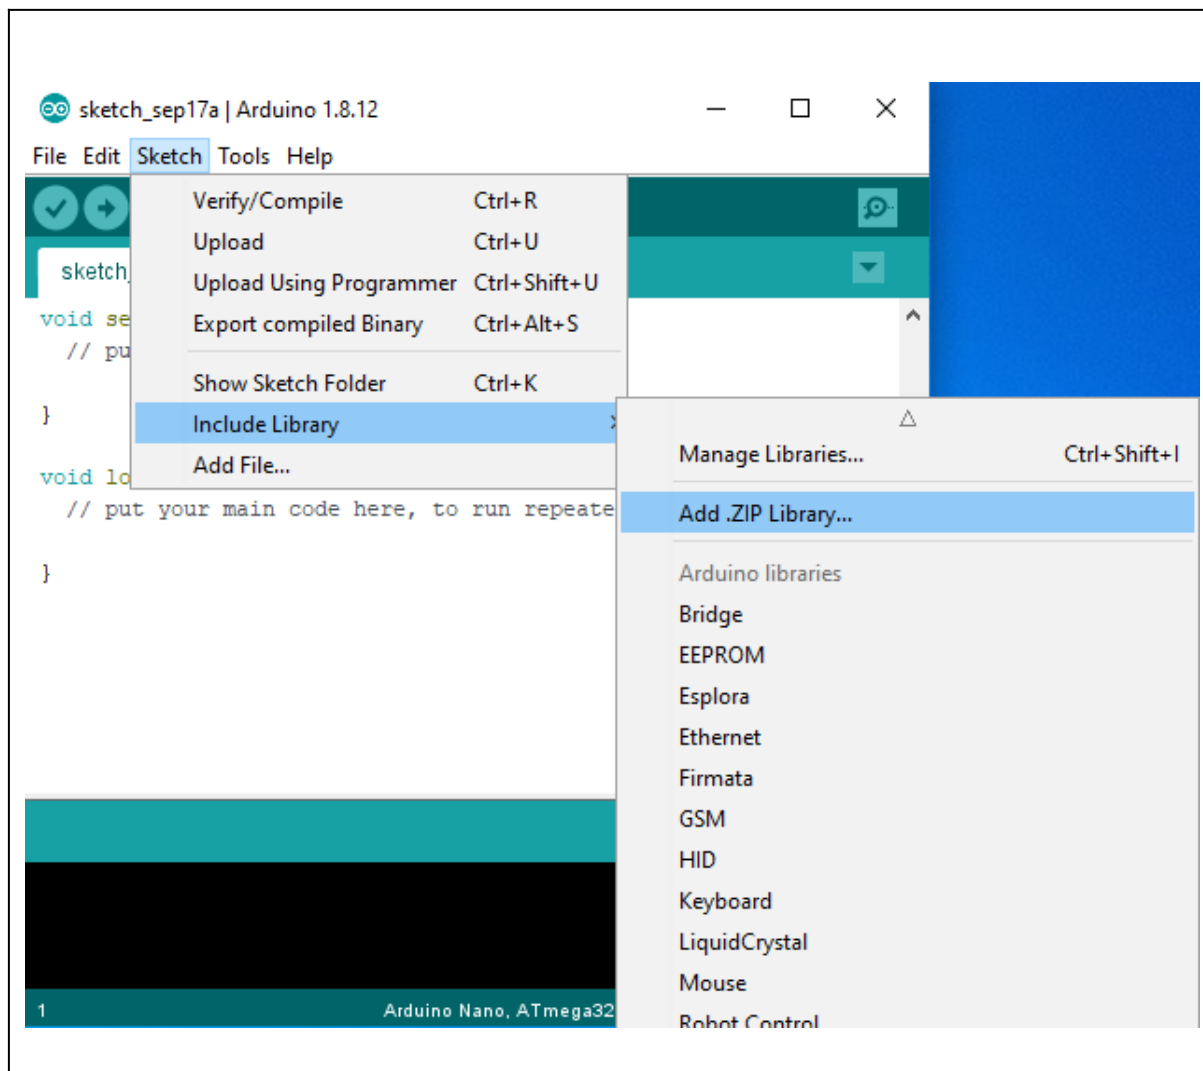 sketch_sep17a | Arduino 1.8.12
File Edit Sketch Tools Help
Verify/Compile Ctrl+R
Upload Ctrl+U
Upload Using Programmer Ctrl+Shift+U
Export compiled Binary Ctrl+Alt+S
Show Sketch Folder Ctrl+K
Include Library
Add File...
sketch_
void se
// pu
}
void lo
// put your main code here, to run repeate
}
Manage Libraries... Ctrl+Shift+I
Add .ZIP Library...
Arduino libraries
Bridge
EEPROM
Esplora
Ethernet
Firmata
GSM
HID
Keyboard
LiquidCrystal
Mouse
Robot Control
1 Arduino Nano, ATmega32